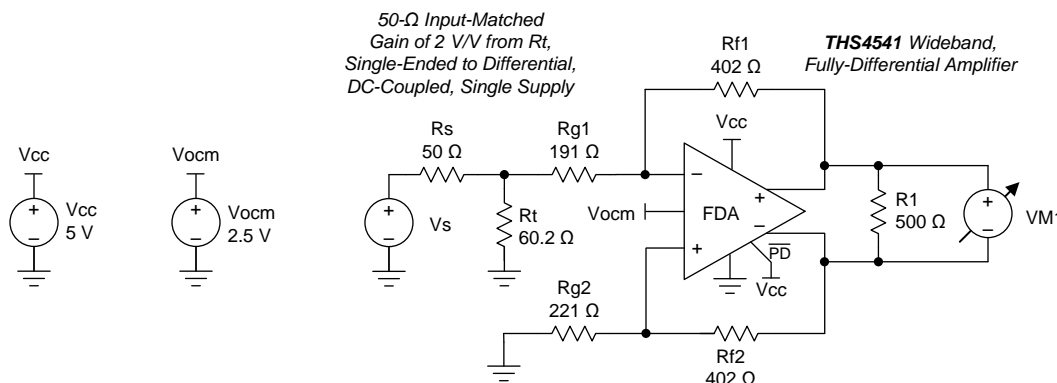 50-Ω Input-Matched
Gain of 2 V/V from Rt,
Single-Ended to Differential,
DC-Coupled, Single Supply
Rf1
402 Ω
THS4541 Wideband,
Fully-Differential Amplifier
Vcc
Vcc
5 V
Vocm
Vocm
2.5 V
Rs
50 Ω
Rg1
191 Ω
Vcc
Vs
Rt
60.2 Ω
Vocm
FDA
PD
Vcc
R1
500 Ω
VM1
Rg2
221 Ω
Rf2
402 Ω